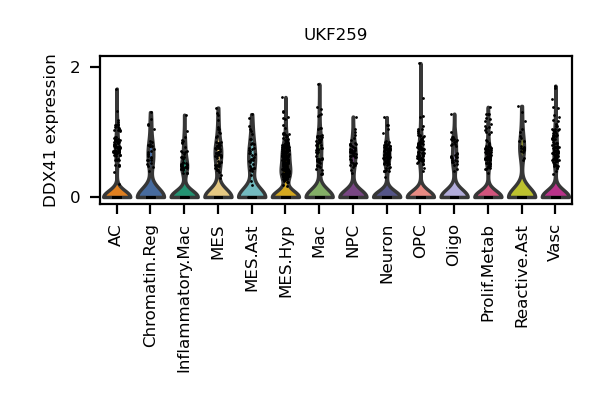 UKF259
DDX41 expression
2
0
AC
Chromatin.Reg
Inflammatory.Mac
MES
MES.Ast
MES.Hyp
Mac
NPC
Neuron
OPC
Oligo
Prolif.Metab
Reactive.Ast
Vasc